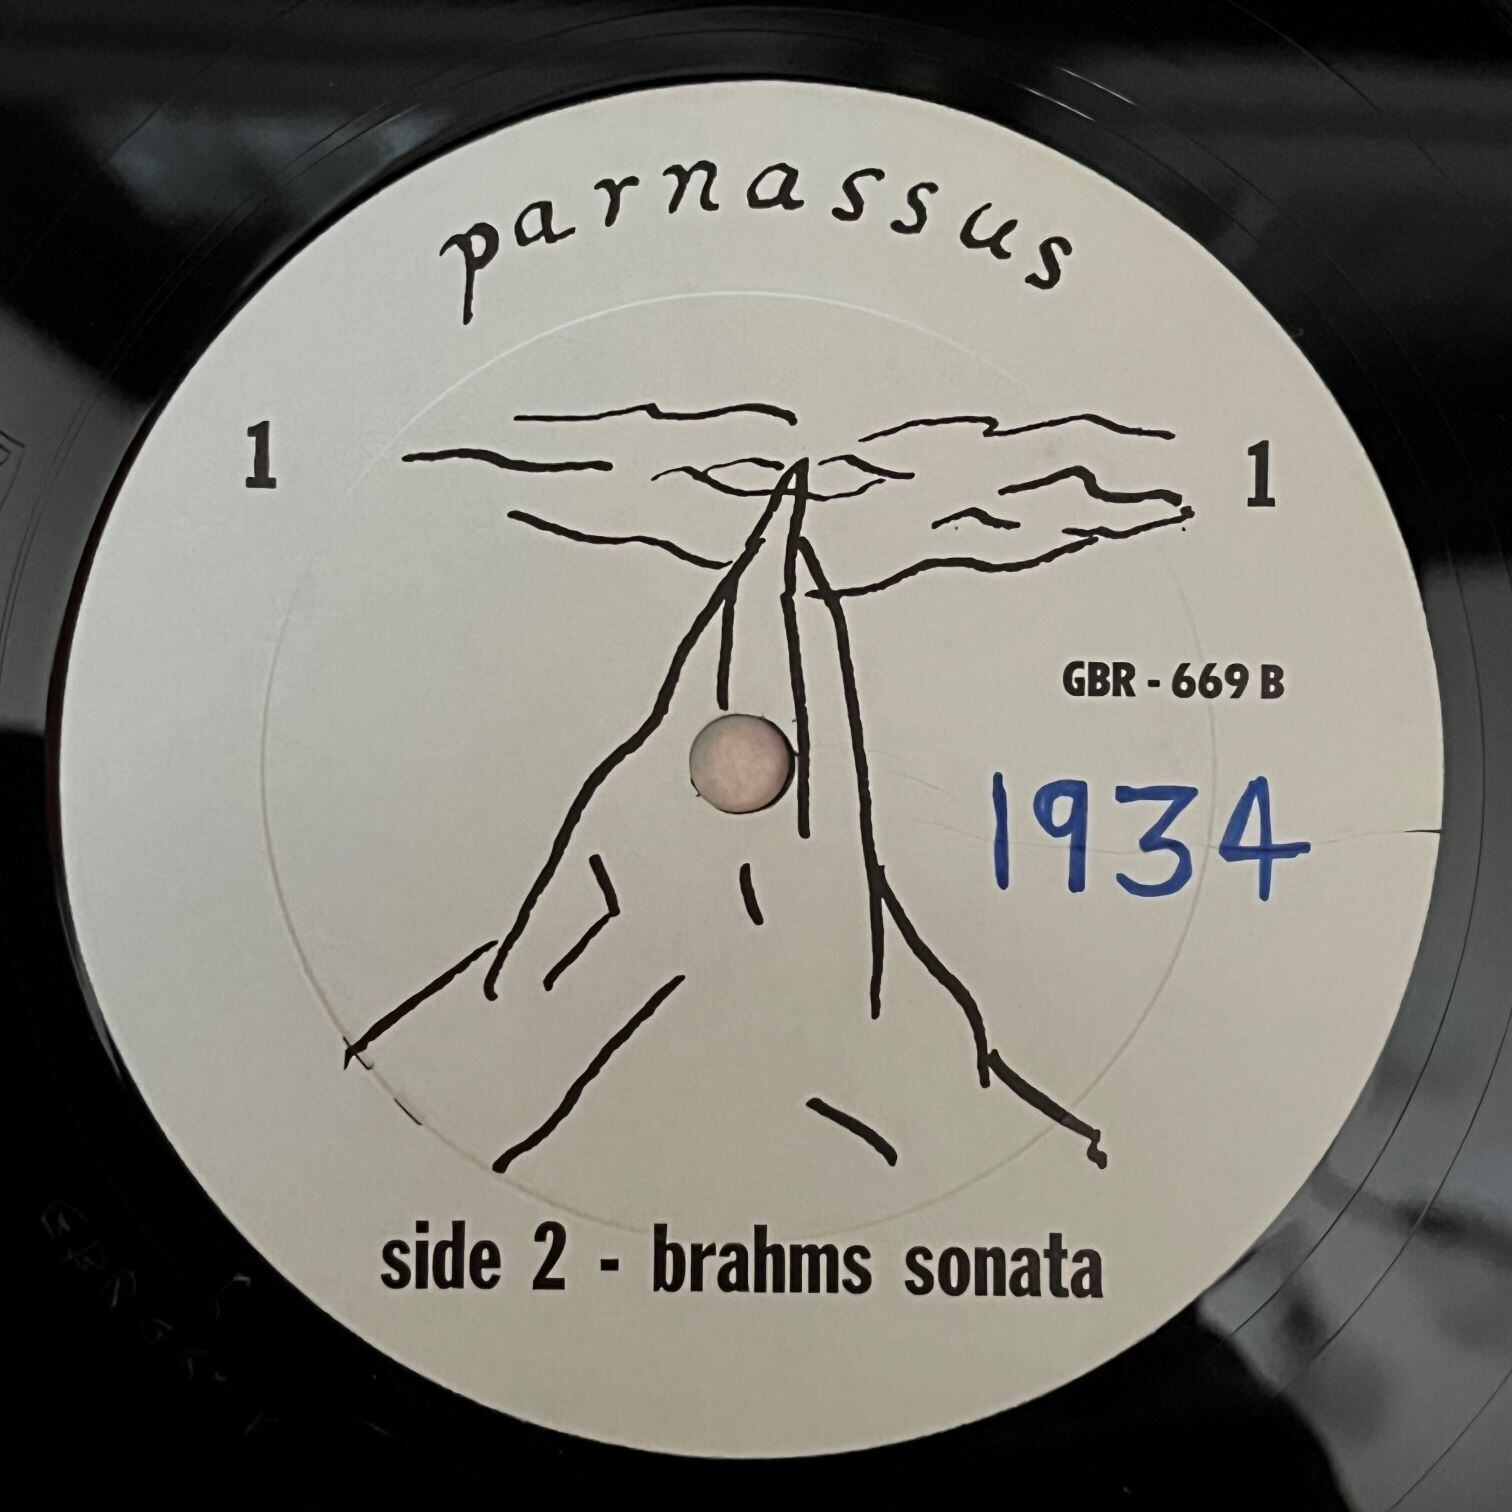 parnassus
1 1
GBR - 669 B
1934
side 2 - brahms sonata